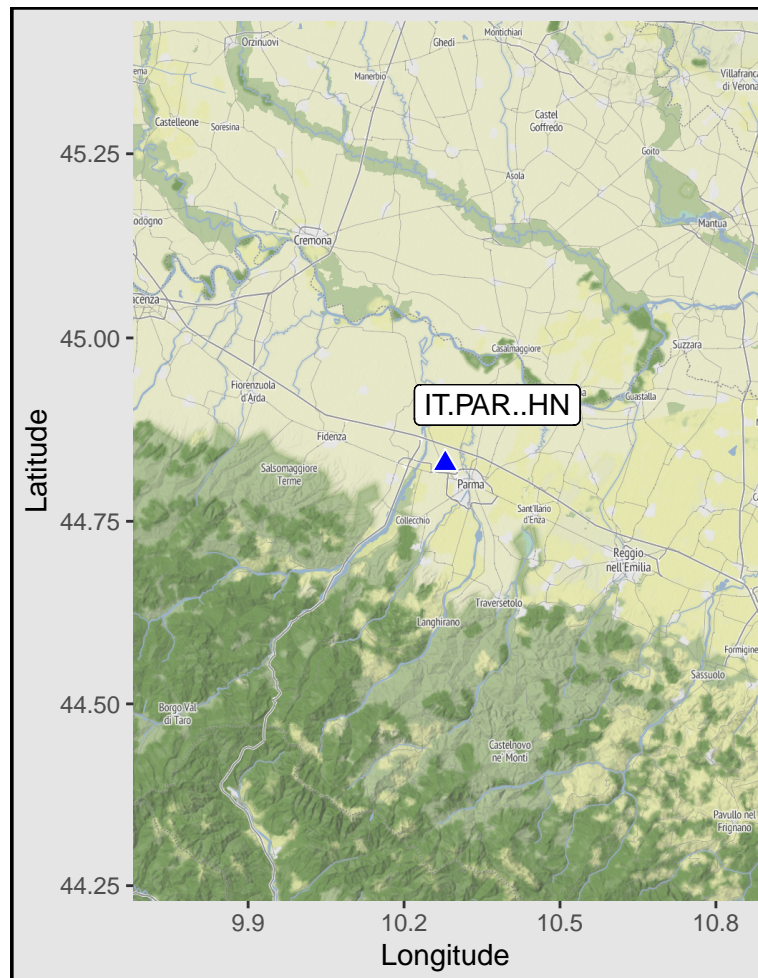 Orzinuovi
Ghedi
Montichiari
Manerbio
Villafranca
di Verona
ema
Castelleone
Soresina
Castel
Goffredo
45.25
Goito
Asola
odogno
Cremona
Mantua
acenza
45.00
Casalmaggiore
Suzzara
Fiorenzuola
d'Arda
Guastalla
IT.PAR..HN
Fidenza
Salsomaggiore
Terme
Parma
44.75
Collecchio
Sant'Ilario
d'Enza
Reggio
nell'Emilia
Traversetolo
Langhirano
Formigine
Sassuolo
44.50
Borgo Val
di Taro
Castelnovo
ne' Monti
Pavullo nel
Frignano
44.25
9.9
10.2
10.5
10.8
Longitude
Latitude